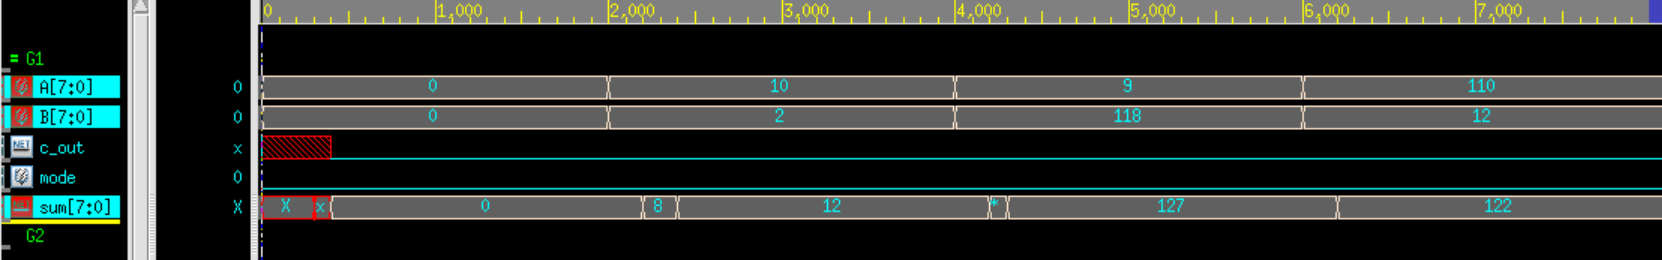 0 1,000 2,000 3,000 4,000 5,000 6,000 7,000
= G1
A[7:0] 0 0 10 9 110
B[7:0] 0 0 2 118 12
NET c_out x
mode 0
NET sum[7:0] X X x 0 8 12 * 127 122
G2